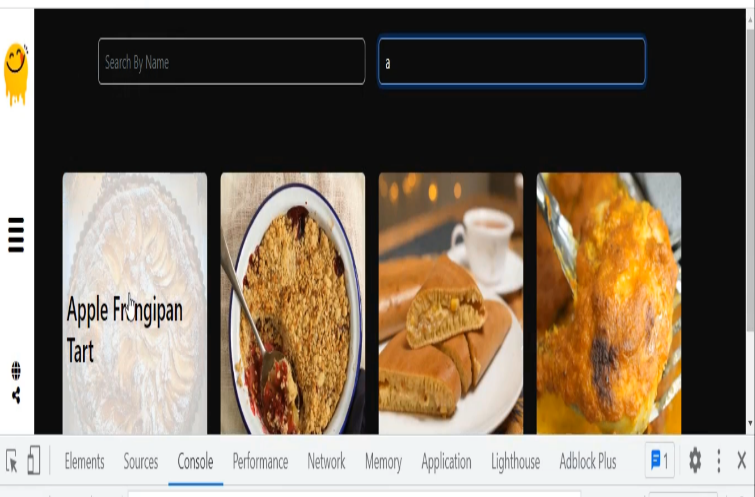 Search By Name
a
Apple Frangipan
Tart
Elements Sources Console Performance Network Memory Application Lighthouse Adblock Plus 1